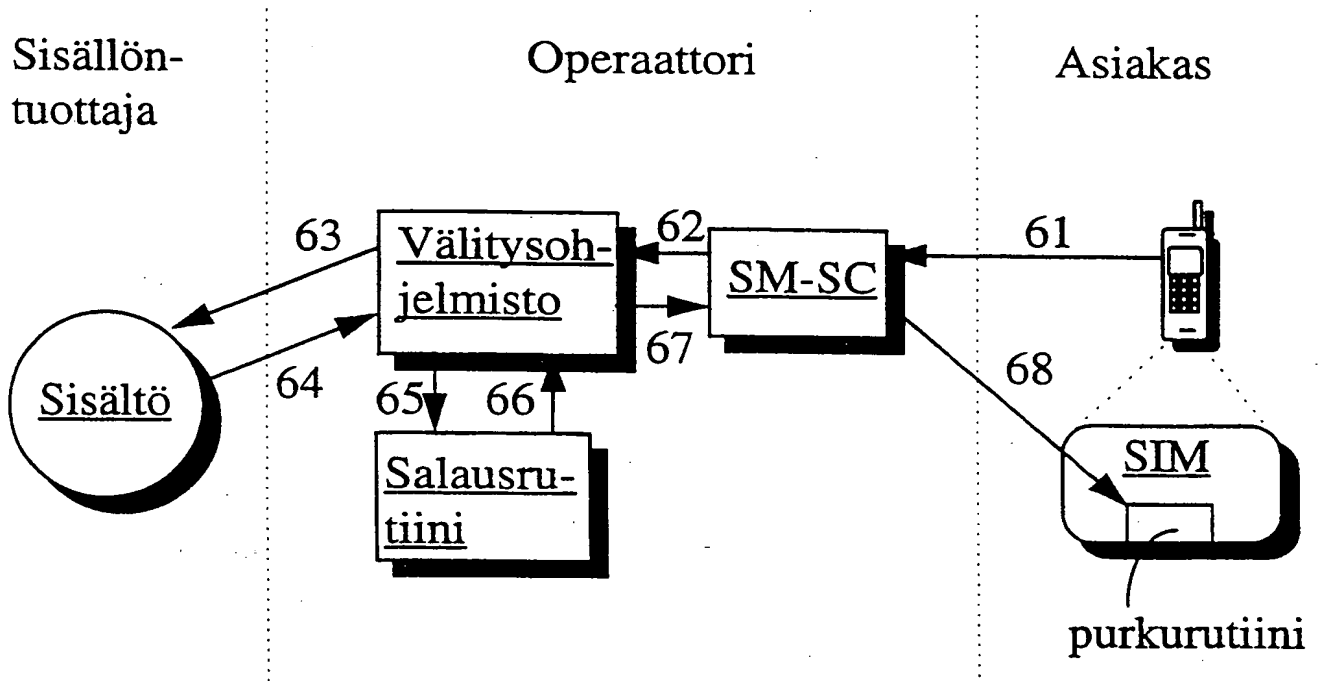 Sisällön-
tuottaja
Operaattori
Asiakas
63
Välitysoh-
jelmisto
62
SM-SC
61
67
64
65
66
68
Sisältö
Salausru-
tiini
SIM
purkurutiini